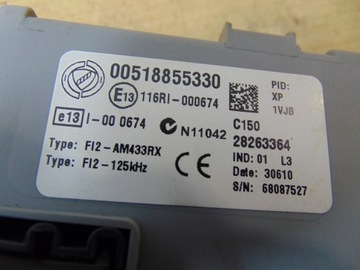 00518855330
E13 116RI-000674
e13 I-00 0674
N11042
Type: FI2-AM433RX
Type: FI2-125kHz
PID:
XP
1VJB
C150
28263364
IND: 01 L3
Date: 30610
S/N: 68087527